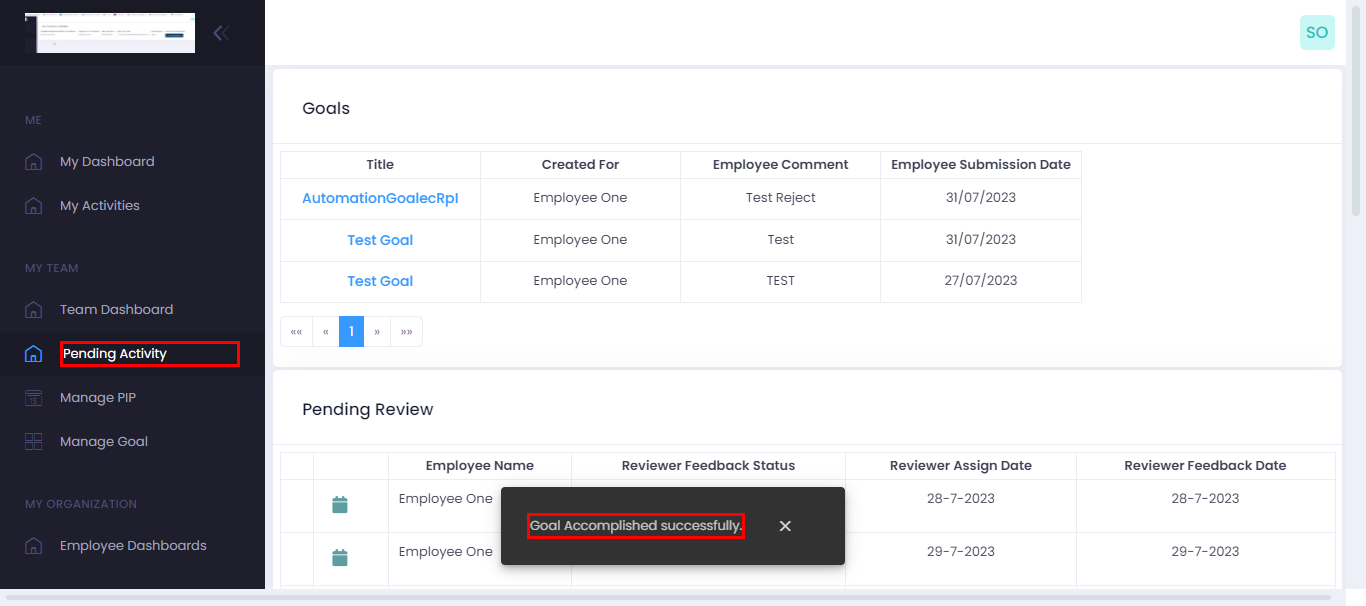 SO
ME
My Dashboard
My Activities
MY TEAM
Team Dashboard
Pending Activity
Manage PIP
Manage Goal
MY ORGANIZATION
Employee Dashboards
Goals
Title Created For Employee Comment Employee Submission Date
AutomationGoalecRpl Employee One Test Reject 31/07/2023
Test Goal Employee One Test 31/07/2023
Test Goal Employee One TEST 27/07/2023
«« « 1 » »»
Pending Review
Employee Name Reviewer Feedback Status Reviewer Assign Date Reviewer Feedback Date
Employee One 28-7-2023 28-7-2023
Employee One 29-7-2023 29-7-2023
Goal Accomplished successfully. ✕